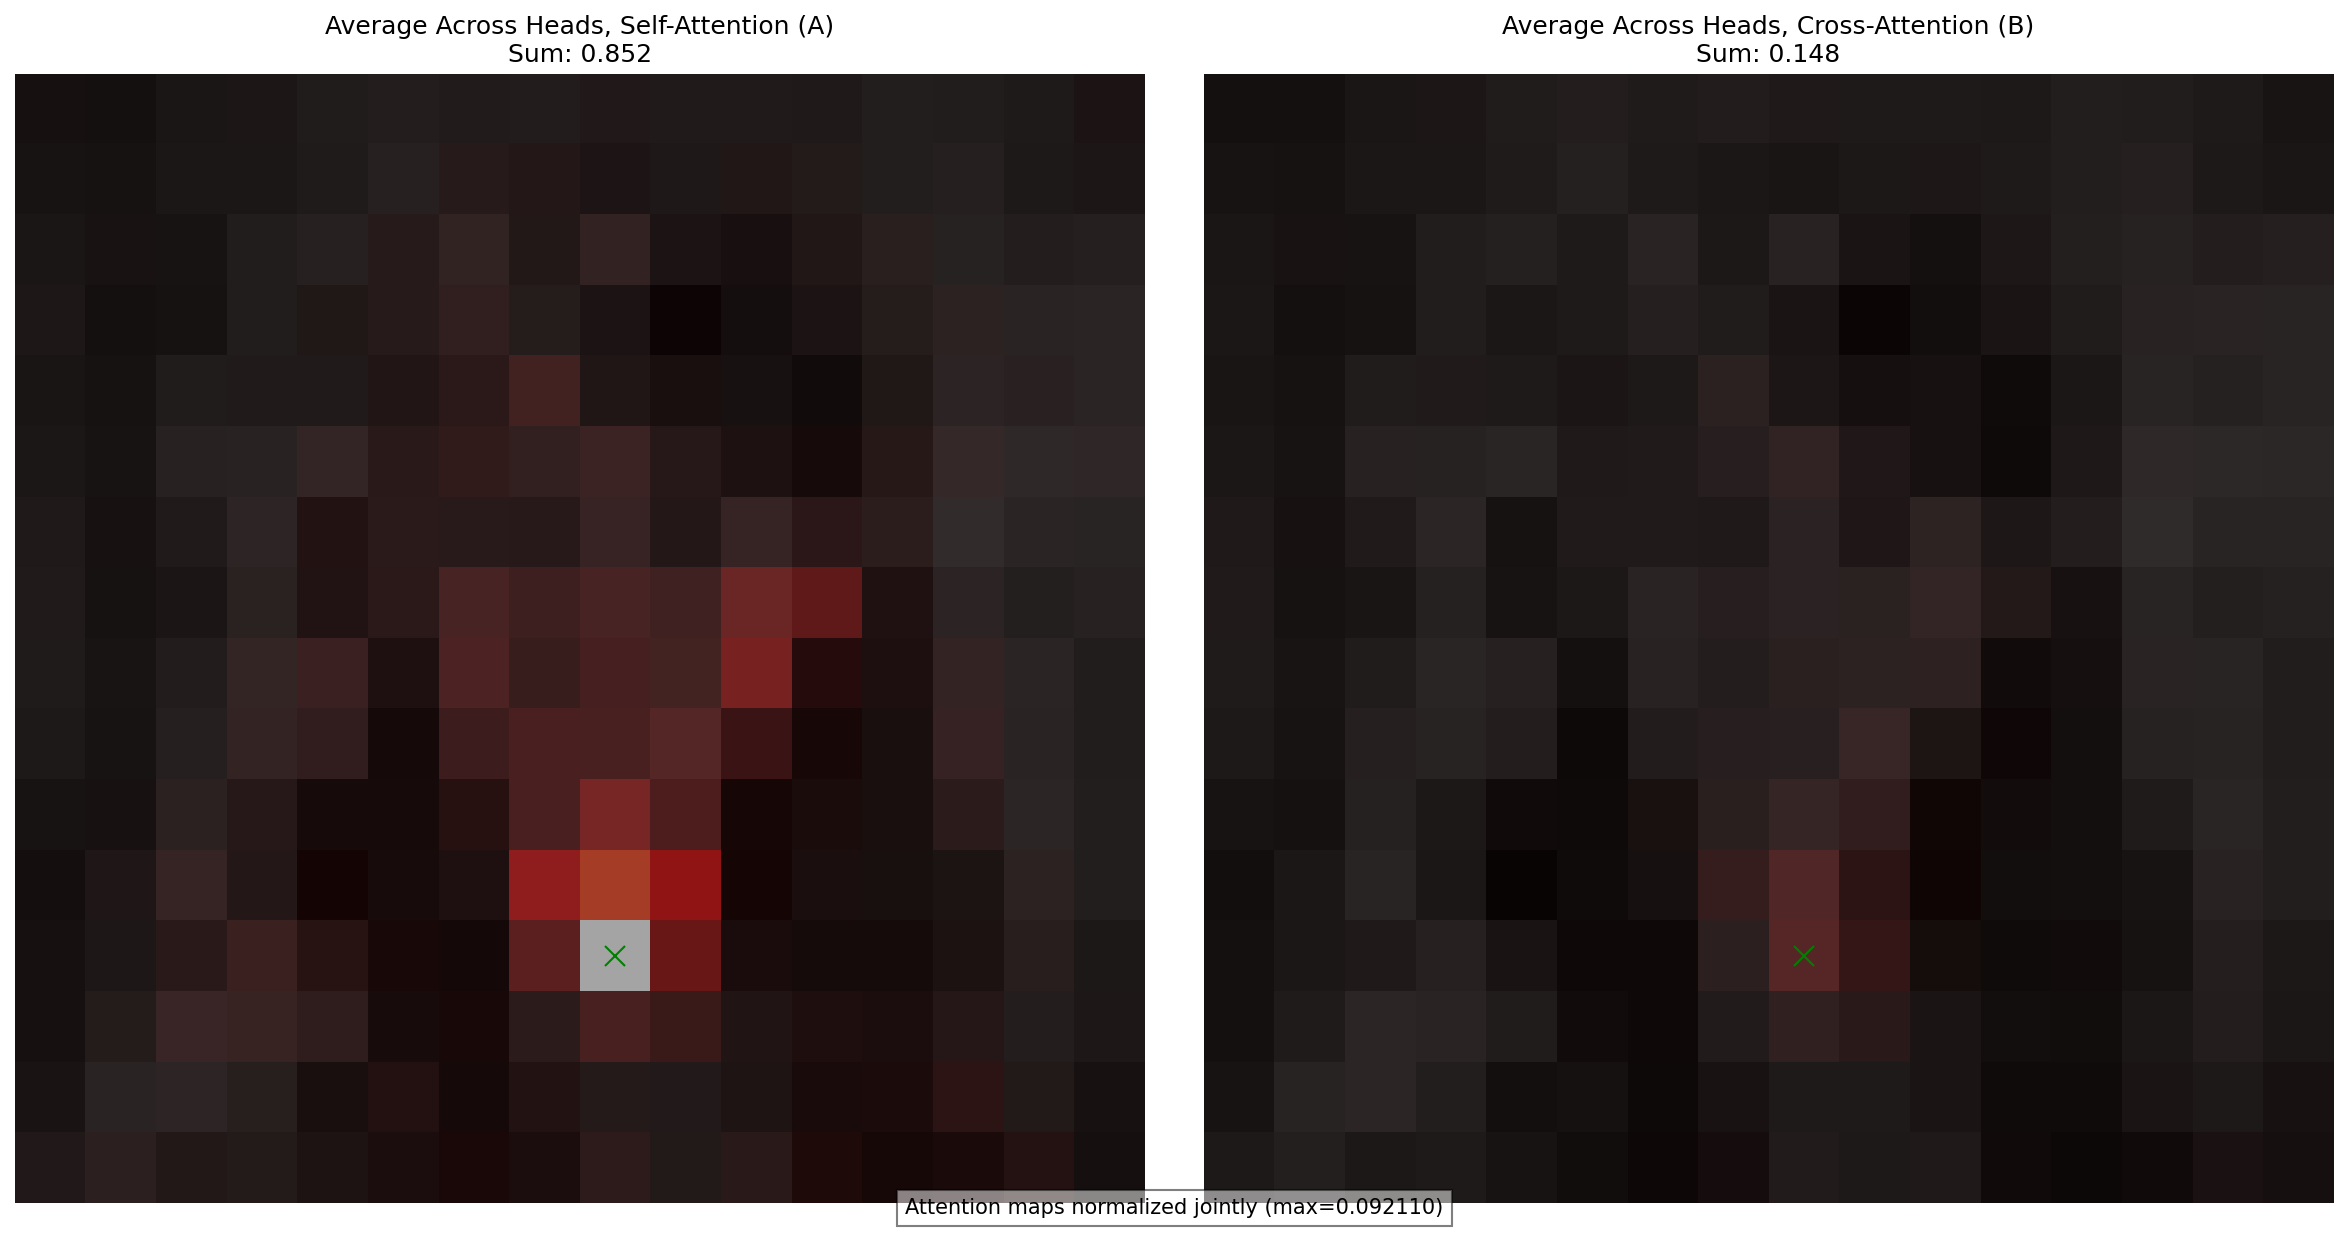 Average Across Heads, Self-Attention (A)
Sum: 0.852
Average Across Heads, Cross-Attention (B)
Sum: 0.148
Attention maps normalized jointly (max=0.092110)